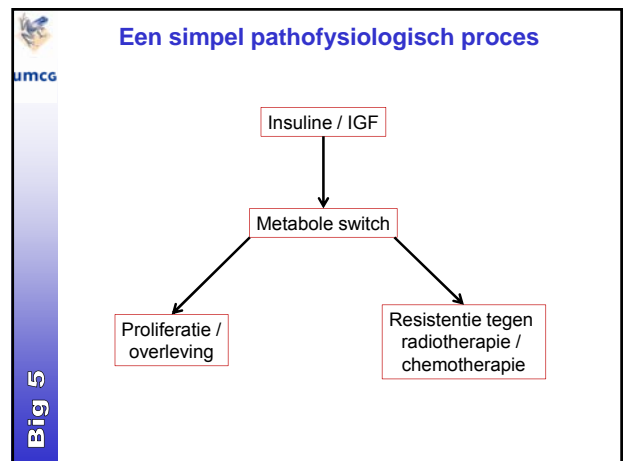 Een simpel pathofysiologisch proces
umcg
Insuline / IGF
Metabole switch
Proliferatie /
overleving
Resistentie tegen
radiotherapie /
chemotherapie
Big 5